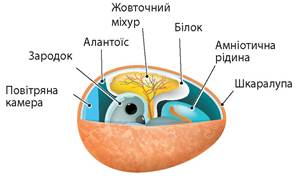 Жовточний
міхур
Білок
Алантоїс
Амніотична
рідина
Зародок
Шкаралупа
Повітряна
камера